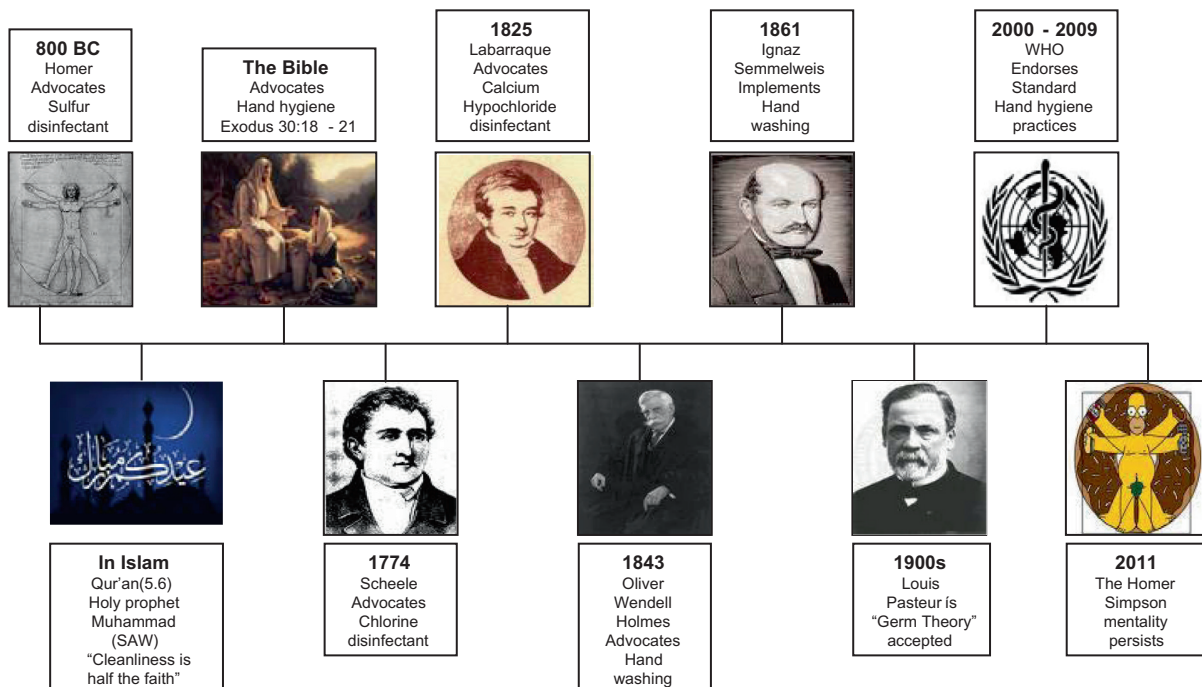 800 BC
Homer
Advocates
Sulfur
disinfectant
The Bible
Advocates
Hand hygiene
Exodus 30:18 - 21
1825
Labarraque
Advocates
Calcium
Hypochloride
disinfectant
1861
Ignaz
Semmelweis
Implements
Hand
washing
2000 - 2009
WHO
Endorses
Standard
Hand hygiene
practices
عيدكم مبارك
In Islam
Qur’an(5.6)
Holy prophet
Muhammad
(SAW)
“Cleanliness is
half the faith”
1774
Scheele
Advocates
Chlorine
disinfectant
1843
Oliver
Wendell
Holmes
Advocates
Hand
washing
1900s
Louis
Pasteur ís
“Germ Theory”
accepted
2011
The Homer
Simpson
mentality
persists